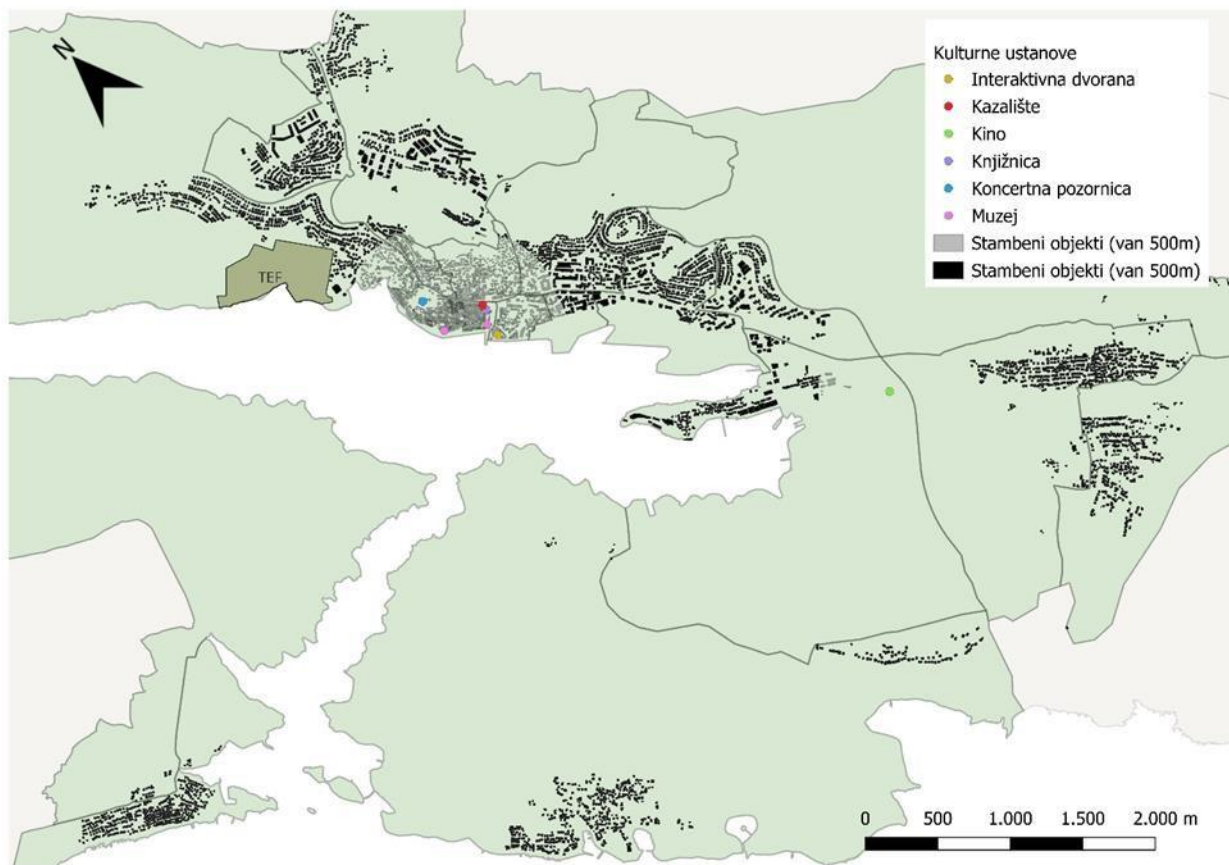 N
Kulturne ustanove
Interaktivna dvorana
Kazalište
Kino
Knjižnica
Koncertna pozornica
Muzej
Stambeni objekti (van 500m)
Stambeni objekti (van 500m)
TEF
0 500 1.000 1.500 2.000 m